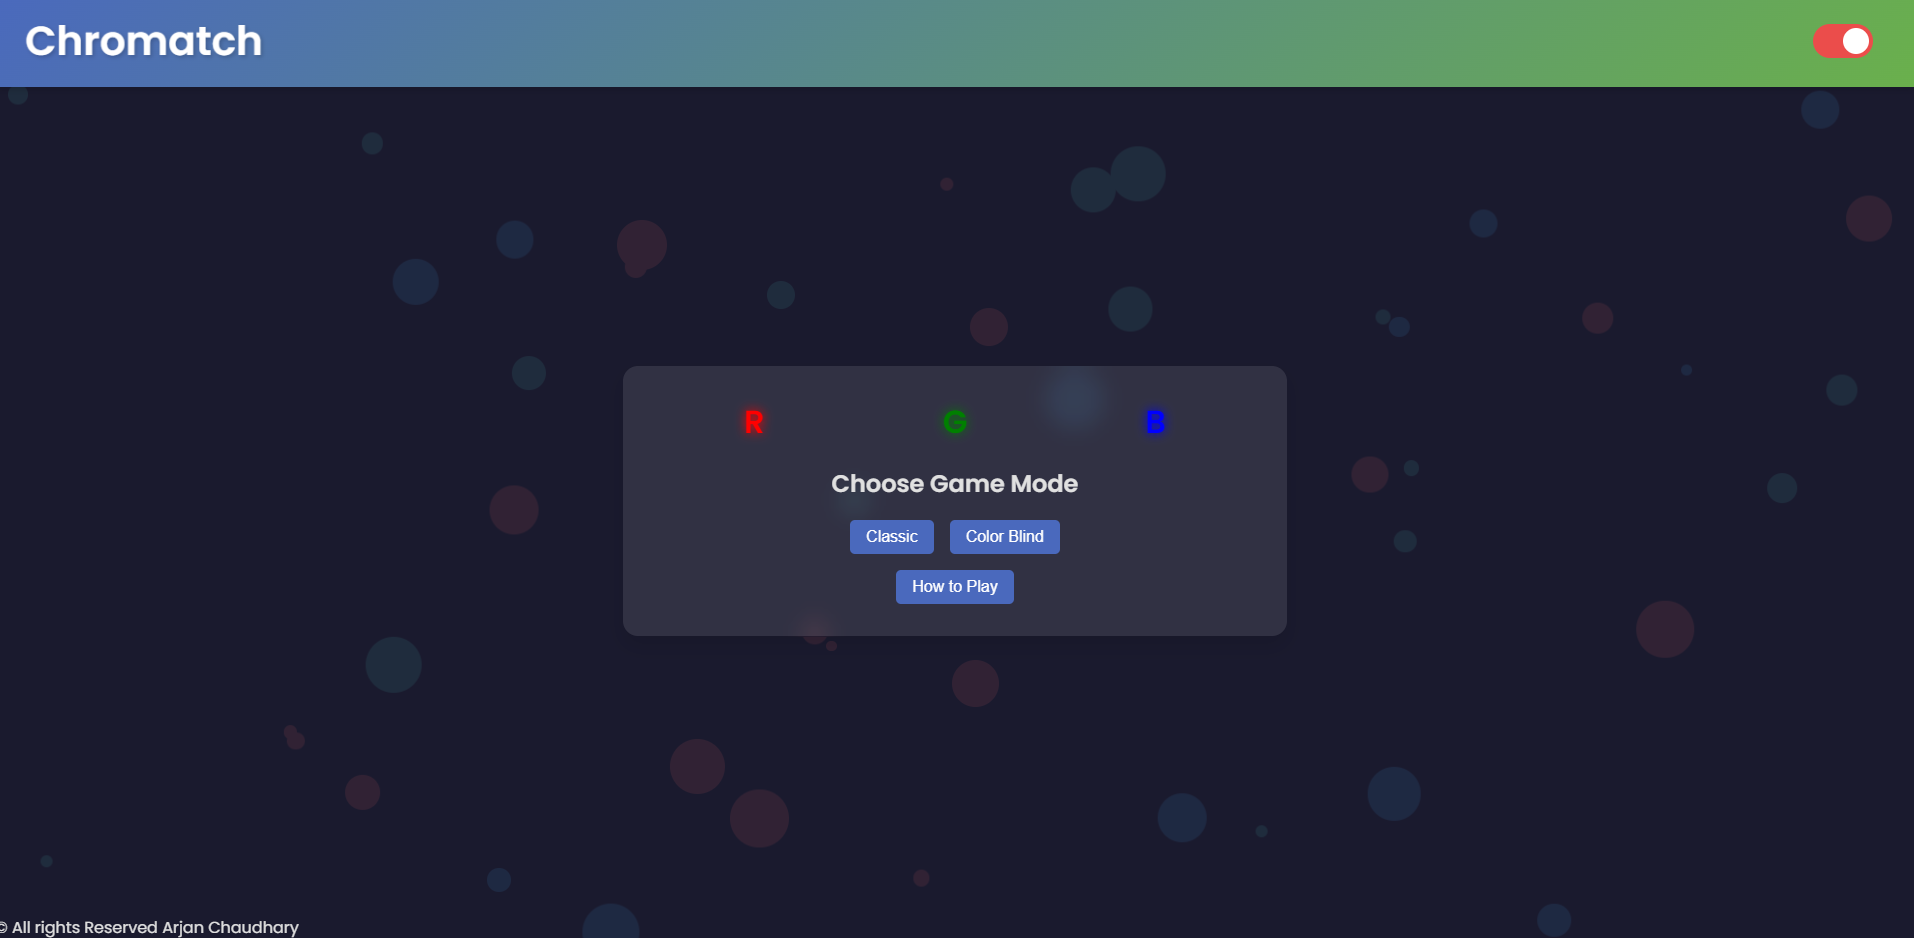 Chromatch
R G B
Choose Game Mode
Classic Color Blind
How to Play
© All rights Reserved Arjan Chaudhary